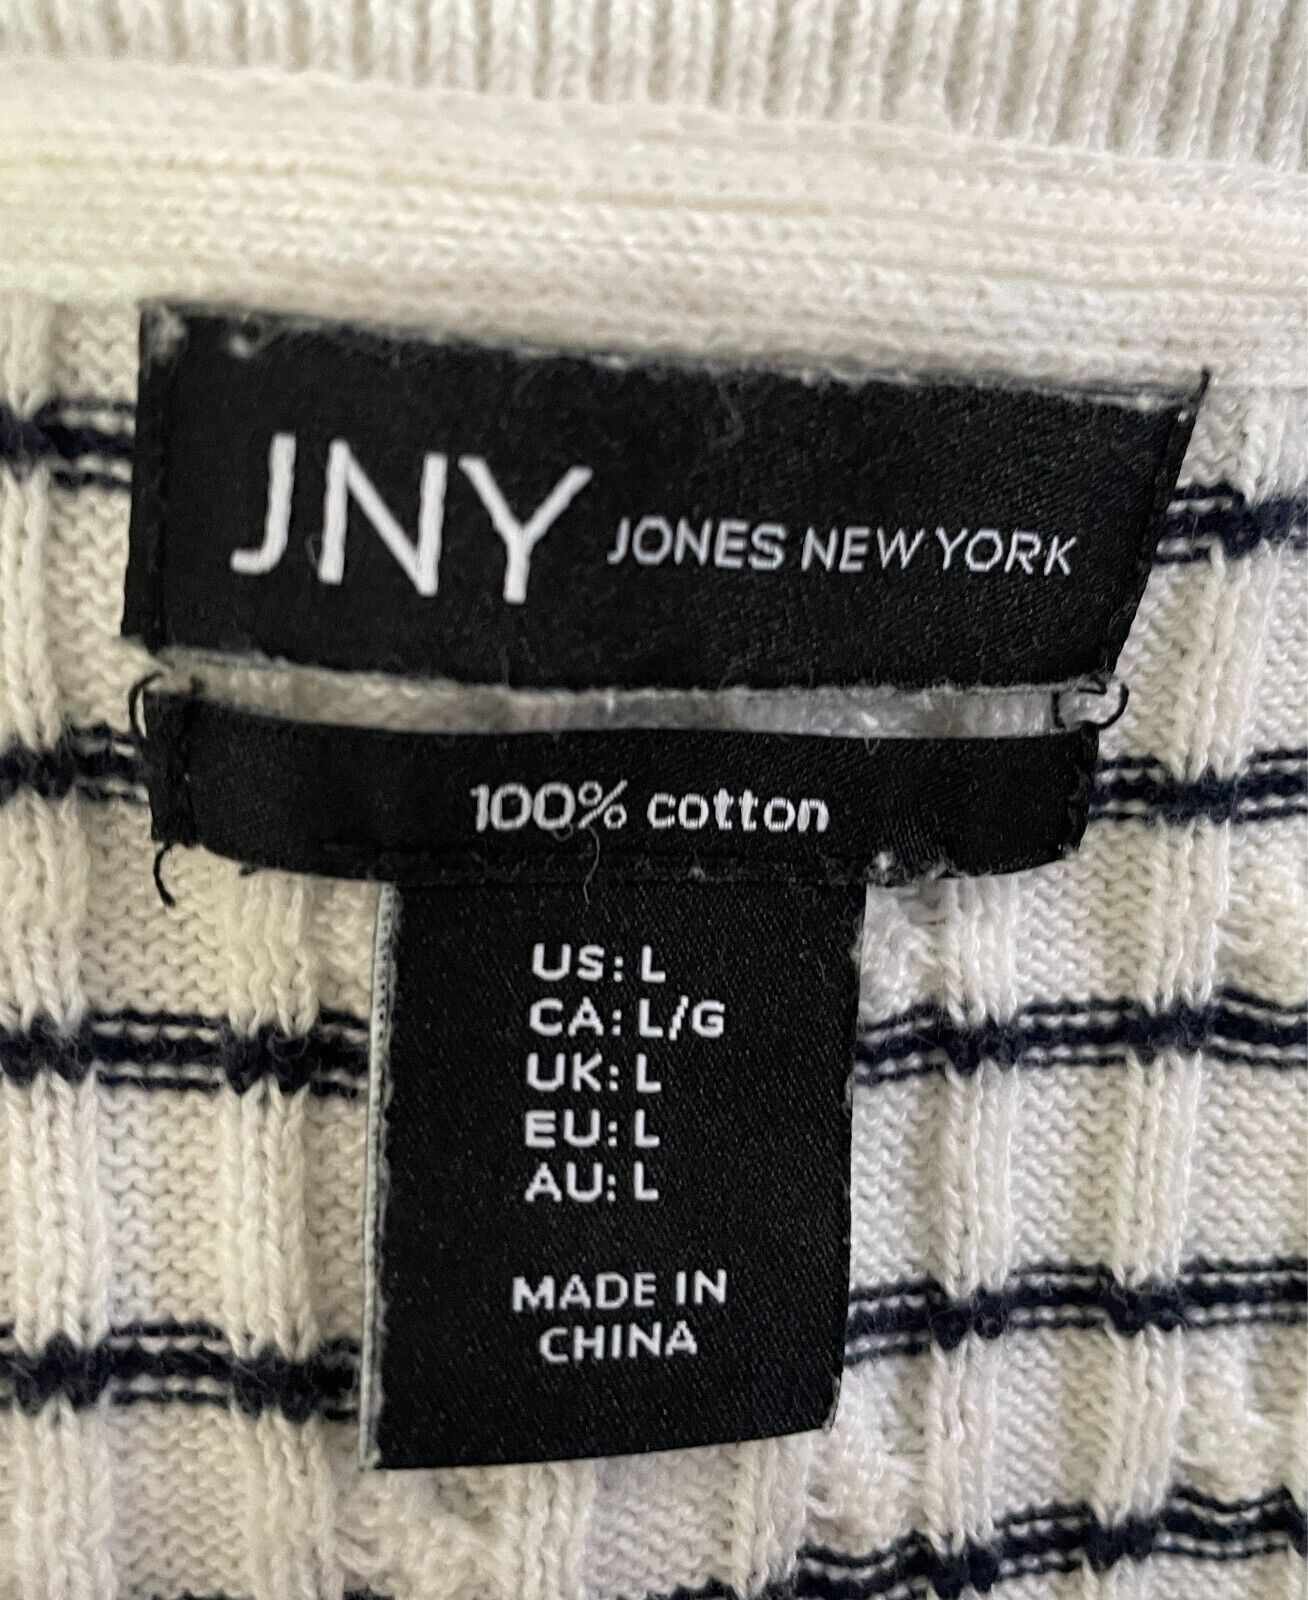 JNY JONES NEW YORK
100% cotton
US: L
CA: L/G
UK: L
EU: L
AU: L
MADE IN
CHINA